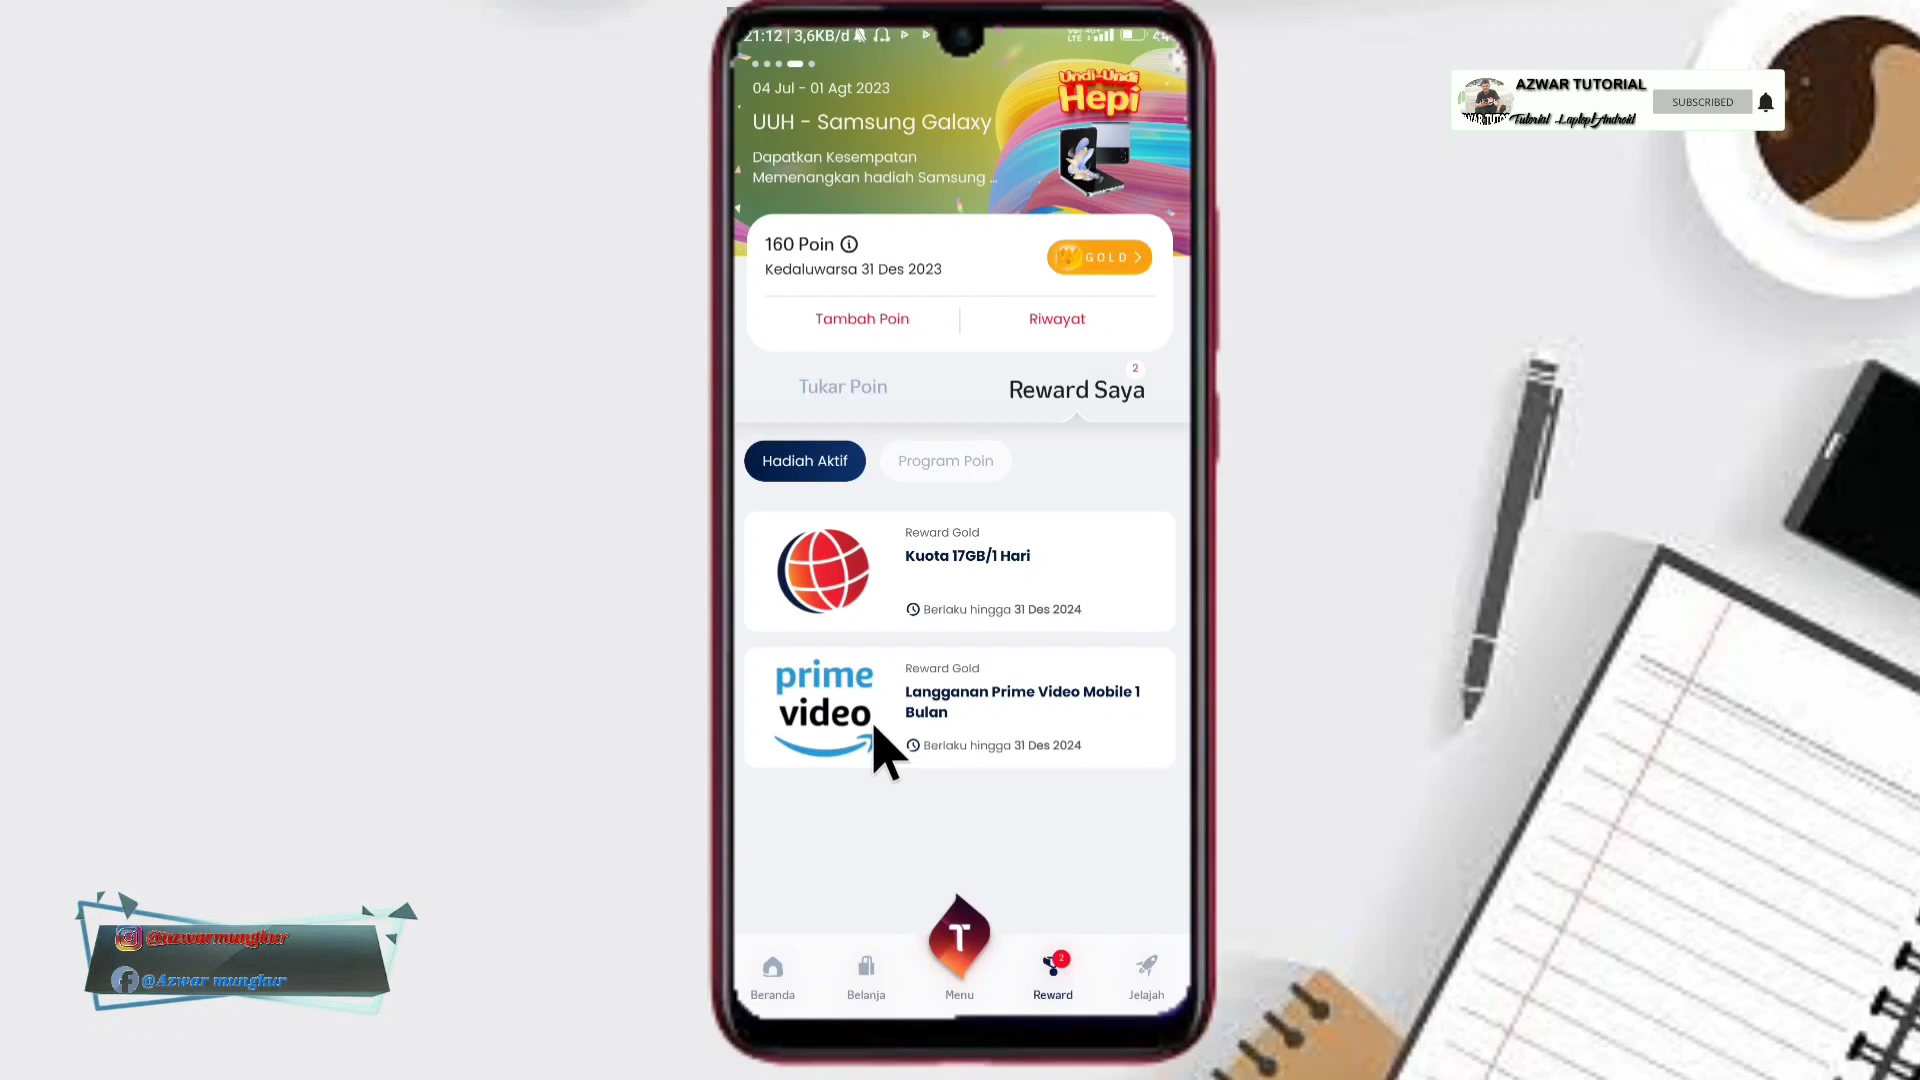 21:12 | 3,6KB/d
04 Jul - 01 Agt 2023
UUH - Samsung Galaxy
Dapatkan Kesempatan
Memenangkan hadiah Samsung ...
Undi-Undi
Hepi
160 Poin
Kedaluwarsa 31 Des 2023
GOLD
Tambah Poin
Riwayat
Tukar Poin
Reward Saya
2
Hadiah Aktif
Program Poin
Reward Gold
Kuota 17GB/1 Hari
Berlaku hingga 31 Des 2024
prime
video
Reward Gold
Langganan Prime Video Mobile 1
Bulan
Berlaku hingga 31 Des 2024
T
2
Beranda
Belanja
Menu
Reward
Jelajah
AZWAR TUTORIAL
Tutorial -Laptop/Android
SUBSCRIBED
@azwarmungkur
@Azwar mungkur